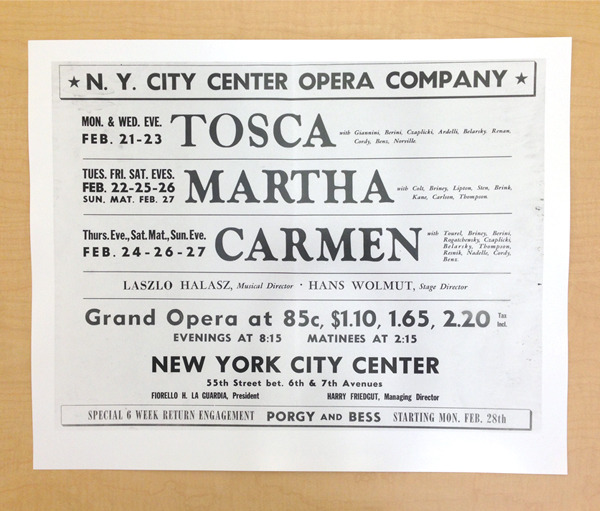 ★ N. Y. CITY CENTER OPERA COMPANY ★
MON. & WED. EVE.
FEB. 21-23
TOSCA
with Giannini, Berini, Czaplicki, Ardelli, Belarsky, Renan,
Cordy, Benz, Norville.
TUES. FRI. SAT. EVES.
FEB. 22-25-26
SUN. MAT. FEB. 27
MARTHA
with Colt, Briney, Lipton, Sten, Brink,
Kane, Carlson, Thompson.
Thurs. Eve., Sat. Mat., Sun. Eve.
FEB. 24-26-27
CARMEN
with Tourel, Briney, Berini,
Rogatchensky, Czaplicki,
Belarsky, Thompson,
Resnik, Nadelle, Cordy,
Benz.
LASZLO HALASZ, Musical Director · HANS WOLMUT, Stage Director
Grand Opera at 85c, $1.10, 1.65, 2.20 Tax Incl.
EVENINGS AT 8:15 MATINEES AT 2:15
NEW YORK CITY CENTER
55th Street bet. 6th & 7th Avenues
FIORELLO H. LA GUARDIA, President HARRY FRIEDGUT, Managing Director
SPECIAL 6 WEEK RETURN ENGAGEMENT PORGY AND BESS STARTING MON. FEB. 28th